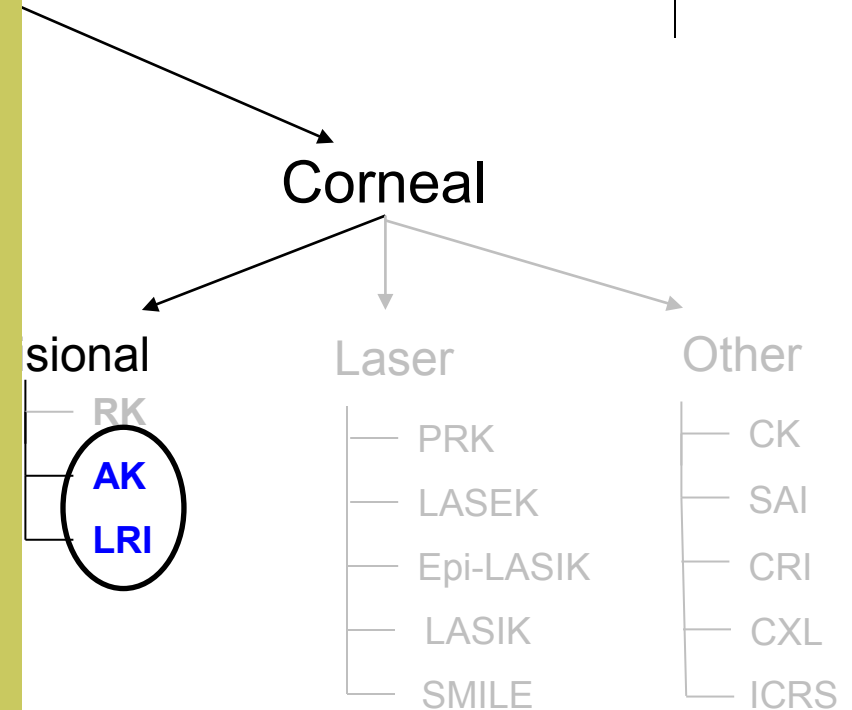 Corneal
isional
RK
AK
LRI
Laser
PRK
LASEK
Epi-LASIK
LASIK
SMILE
Other
CK
SAI
CRI
CXL
ICRS